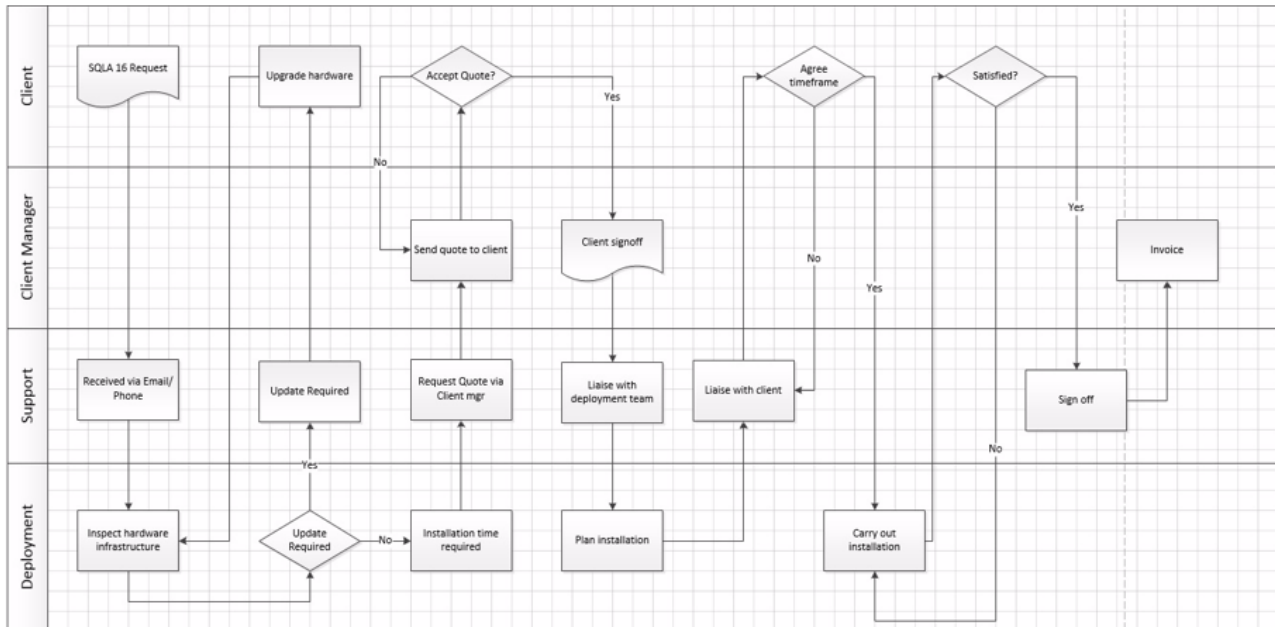 Client
SQLA 16 Request
Upgrade hardware
Accept Quote?
Agree
timeframe
Satisfied?
Yes
No
Client Manager
Send quote to client
Client signoff
Invoice
No
Yes
Yes
Support
Received via Email/
Phone
Update Required
Request Quote via
Client mgr
Liaise with
deployment team
Liaise with client
Sign off
No
Yes
Deployment
Inspect hardware
infrastructure
Update
Required
No
Installation time
required
Plan installation
Carry out
installation